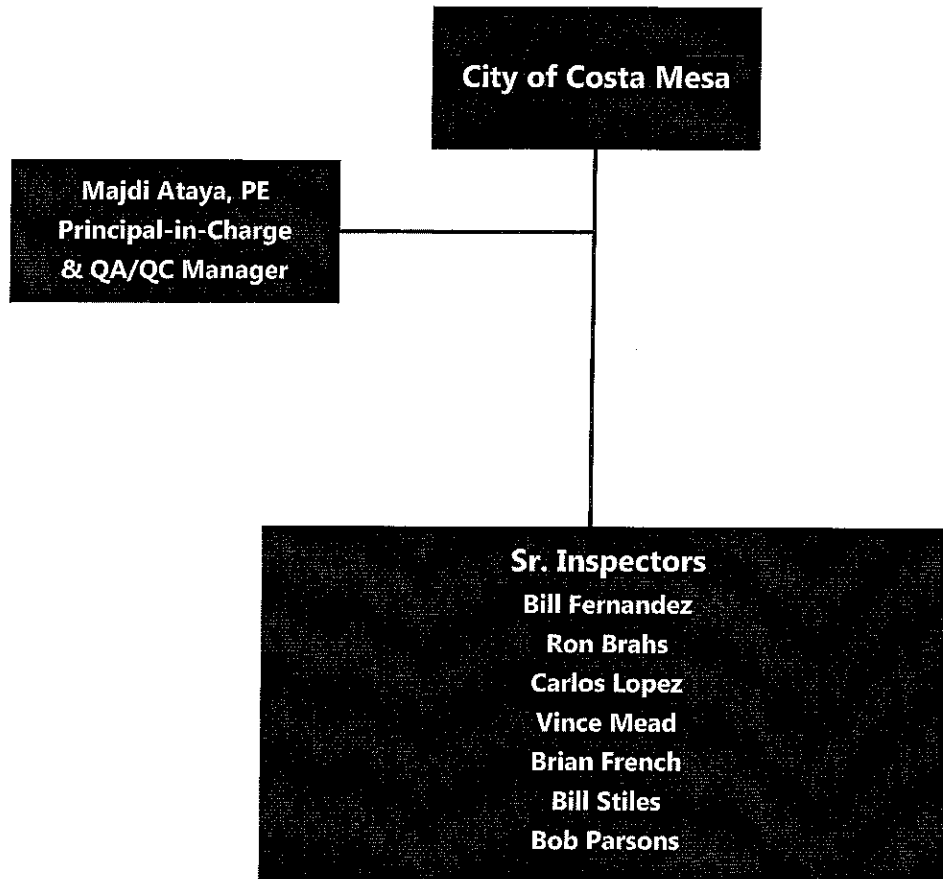 City of Costa Mesa
Majdi Ataya, PE
Principal-in-Charge
& QA/QC Manager
Sr. Inspectors
Bill Fernandez
Ron Brahs
Carlos Lopez
Vince Mead
Brian French
Bill Stiles
Bob Parsons